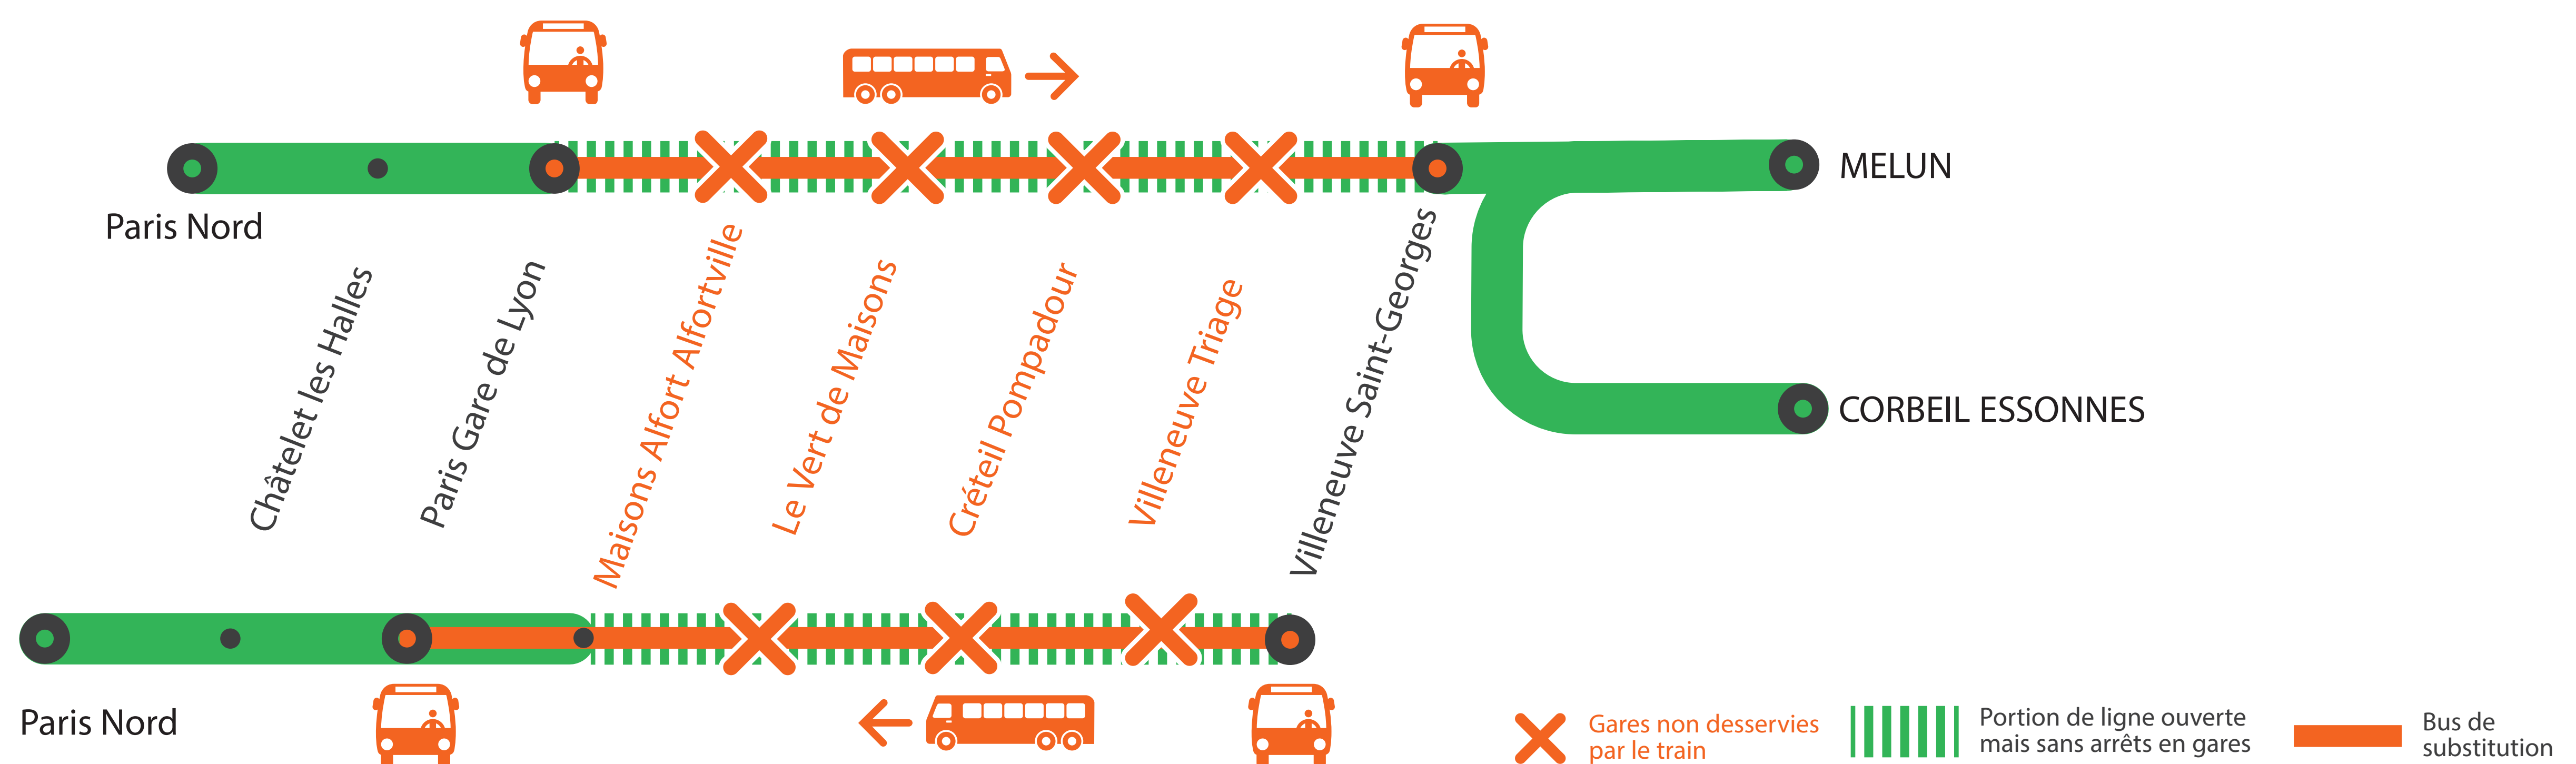 MELUN
Paris Nord
Châtelet les Halles
Paris Gare de Lyon
Maisons Alfort Alfortville
Le Vert de Maisons
Créteil Pompadour
Villeneuve Triage
Villeneuve Saint-Georges
CORBEIL ESSONNES
Paris Nord
Gares non desservies
par le train
Portion de ligne ouverte
mais sans arrêts en gares
Bus de
substitution